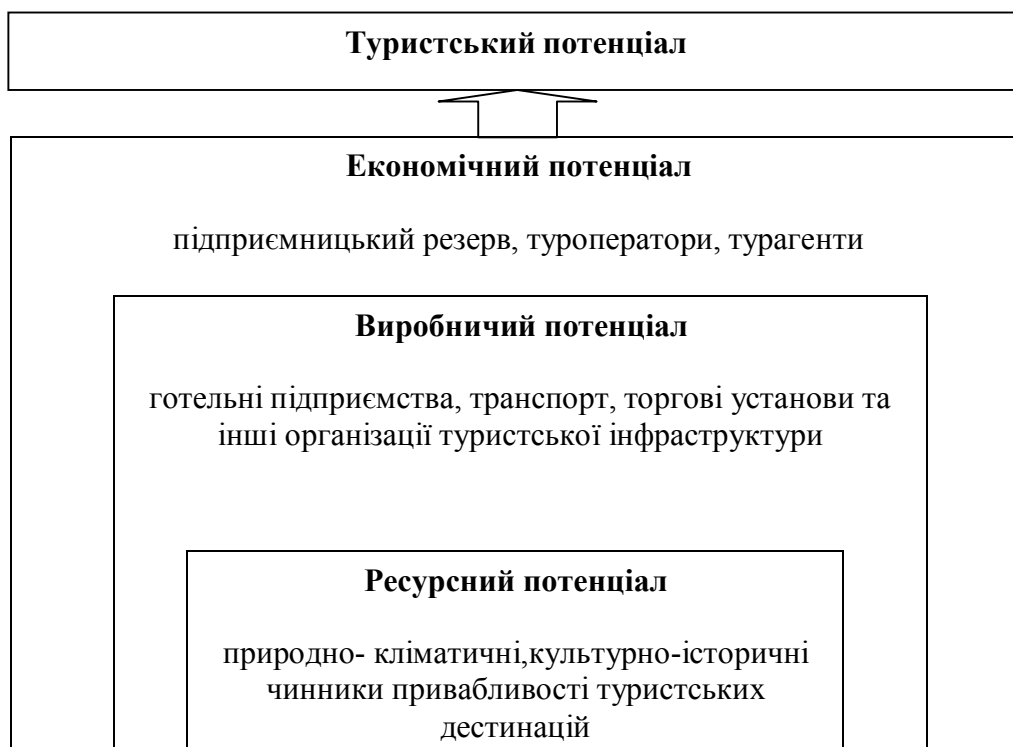 Туристський потенціал
Економічний потенціал
підприємницький резерв, туроператори, турагенти
Виробничий потенціал
готельні підприємства, транспорт, торгові установи та
інші організації туристської інфраструктури
Ресурсний потенціал
природно- кліматичні,культурно-історичні
чинники привабливості туристських
дестинацій